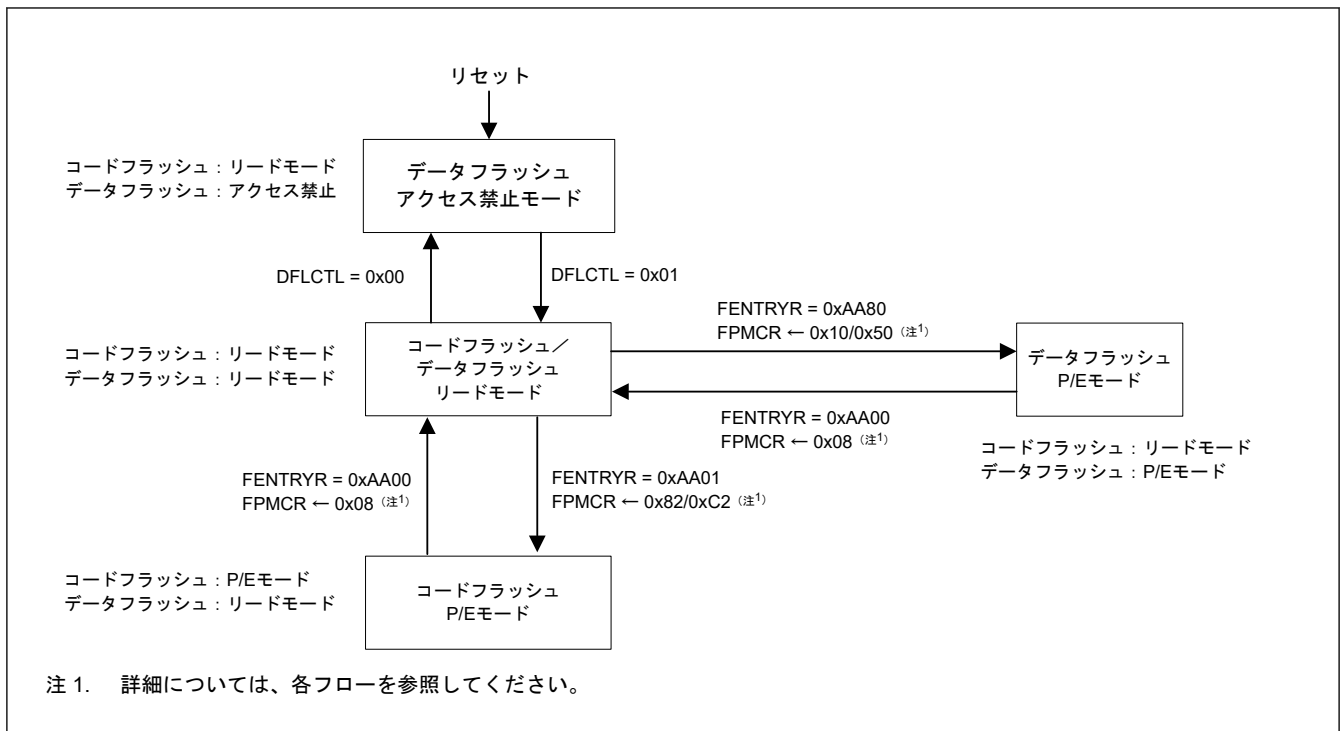 リセット
コードフラッシュ：リードモード
データフラッシュ：アクセス禁止
データフラッシュ
アクセス禁止モード
DFLCTL = 0x00
DFLCTL = 0x01
コードフラッシュ：リードモード
データフラッシュ：リードモード
コードフラッシュ／
データフラッシュ
リードモード
FENTRYR = 0xAA80
FPMCR ← 0x10/0x50 （注1）
データフラッシュ
P/Eモード
FENTRYR = 0xAA00
FPMCR ← 0x08 （注1）
コードフラッシュ：リードモード
データフラッシュ：P/Eモード
FENTRYR = 0xAA00
FPMCR ← 0x08 （注1）
FENTRYR = 0xAA01
FPMCR ← 0x82/0xC2 （注1）
コードフラッシュ：P/Eモード
データフラッシュ：リードモード
コードフラッシュ
P/Eモード
注 1. 詳細については、各フローを参照してください。